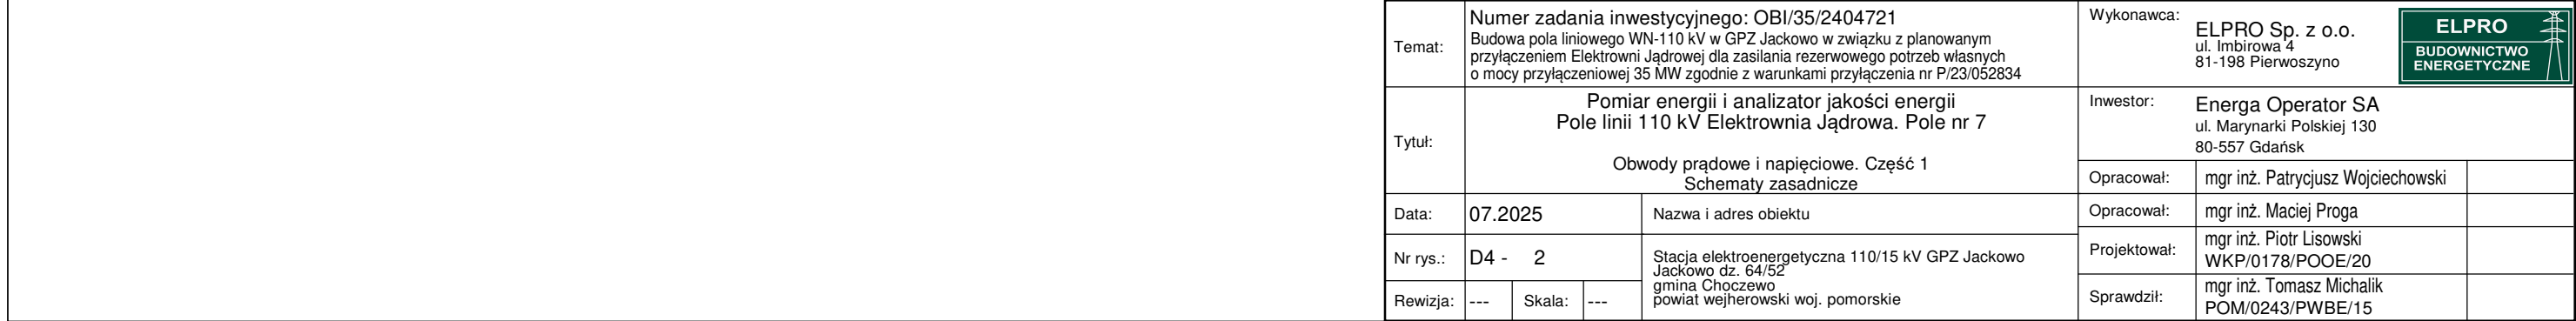 Temat:
Numer zadania inwestycyjnego: OBI/35/2404721
Budowa pola liniowego WN-110 kV w GPZ Jackowo w związku z planowanym
przyłączeniem Elektrowni Jądrowej dla zasilania rezerwowego potrzeb własnych
o mocy przyłączeniowej 35 MW zgodnie z warunkami przyłączenia nr P/23/052834
Wykonawca:
ELPRO Sp. z o.o.
ul. Imbirowa 4
81-198 Pierwoszyno
ELPRO
BUDOWNICTWO
ENERGETYCZNE
Tytuł:
Pomiar energii i analizator jakości energii
Pole linii 110 kV Elektrownia Jądrowa. Pole nr 7
Obwody prądowe i napięciowe. Część 1
Schematy zasadnicze
Inwestor:
Energa Operator SA
ul. Marynarki Polskiej 130
80-557 Gdańsk
Opracował:
mgr inż. Patrycjusz Wojciechowski
Data:
07.2025
Nazwa i adres obiektu
Opracował:
mgr inż. Maciej Proga
Nr rys.:
D4 - 2
Stacja elektroenergetyczna 110/15 kV GPZ Jackowo
Jackowo dz. 64/52
gmina Choczewo
powiat wejherowski woj. pomorskie
Projektował:
mgr inż. Piotr Lisowski
WKP/0178/POOE/20
Rewizja:
---
Skala:
---
Sprawdził:
mgr inż. Tomasz Michalik
POM/0243/PWBE/15